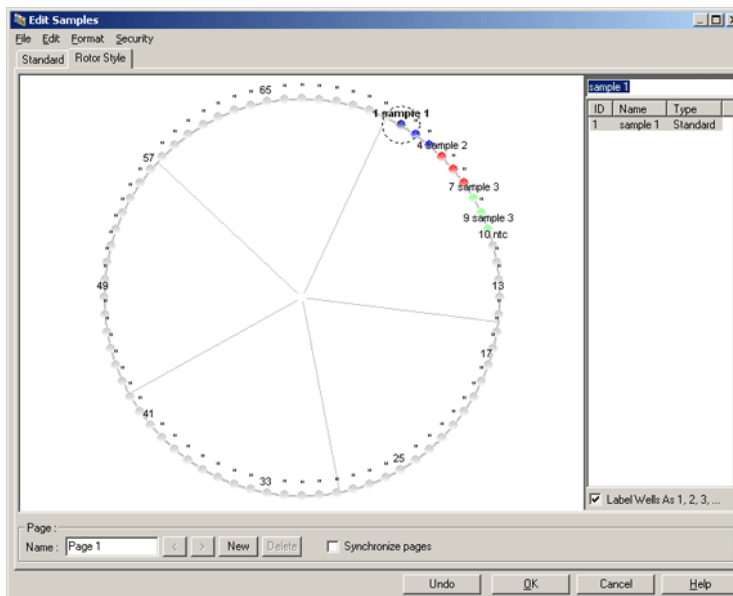 Edit Samples
File Edit Format Security
Standard Rotor Style
sample 1
ID Name Type
1 sample 1 Standard
65
1 sample 1
4 sample 2
7 sample 3
9 sample 3
10 ntc
13
17
25
33
41
49
57
Label Wells As 1, 2, 3, ...
Page :
Name : Page 1 < > New Delete Synchronize pages
Undo OK Cancel Help